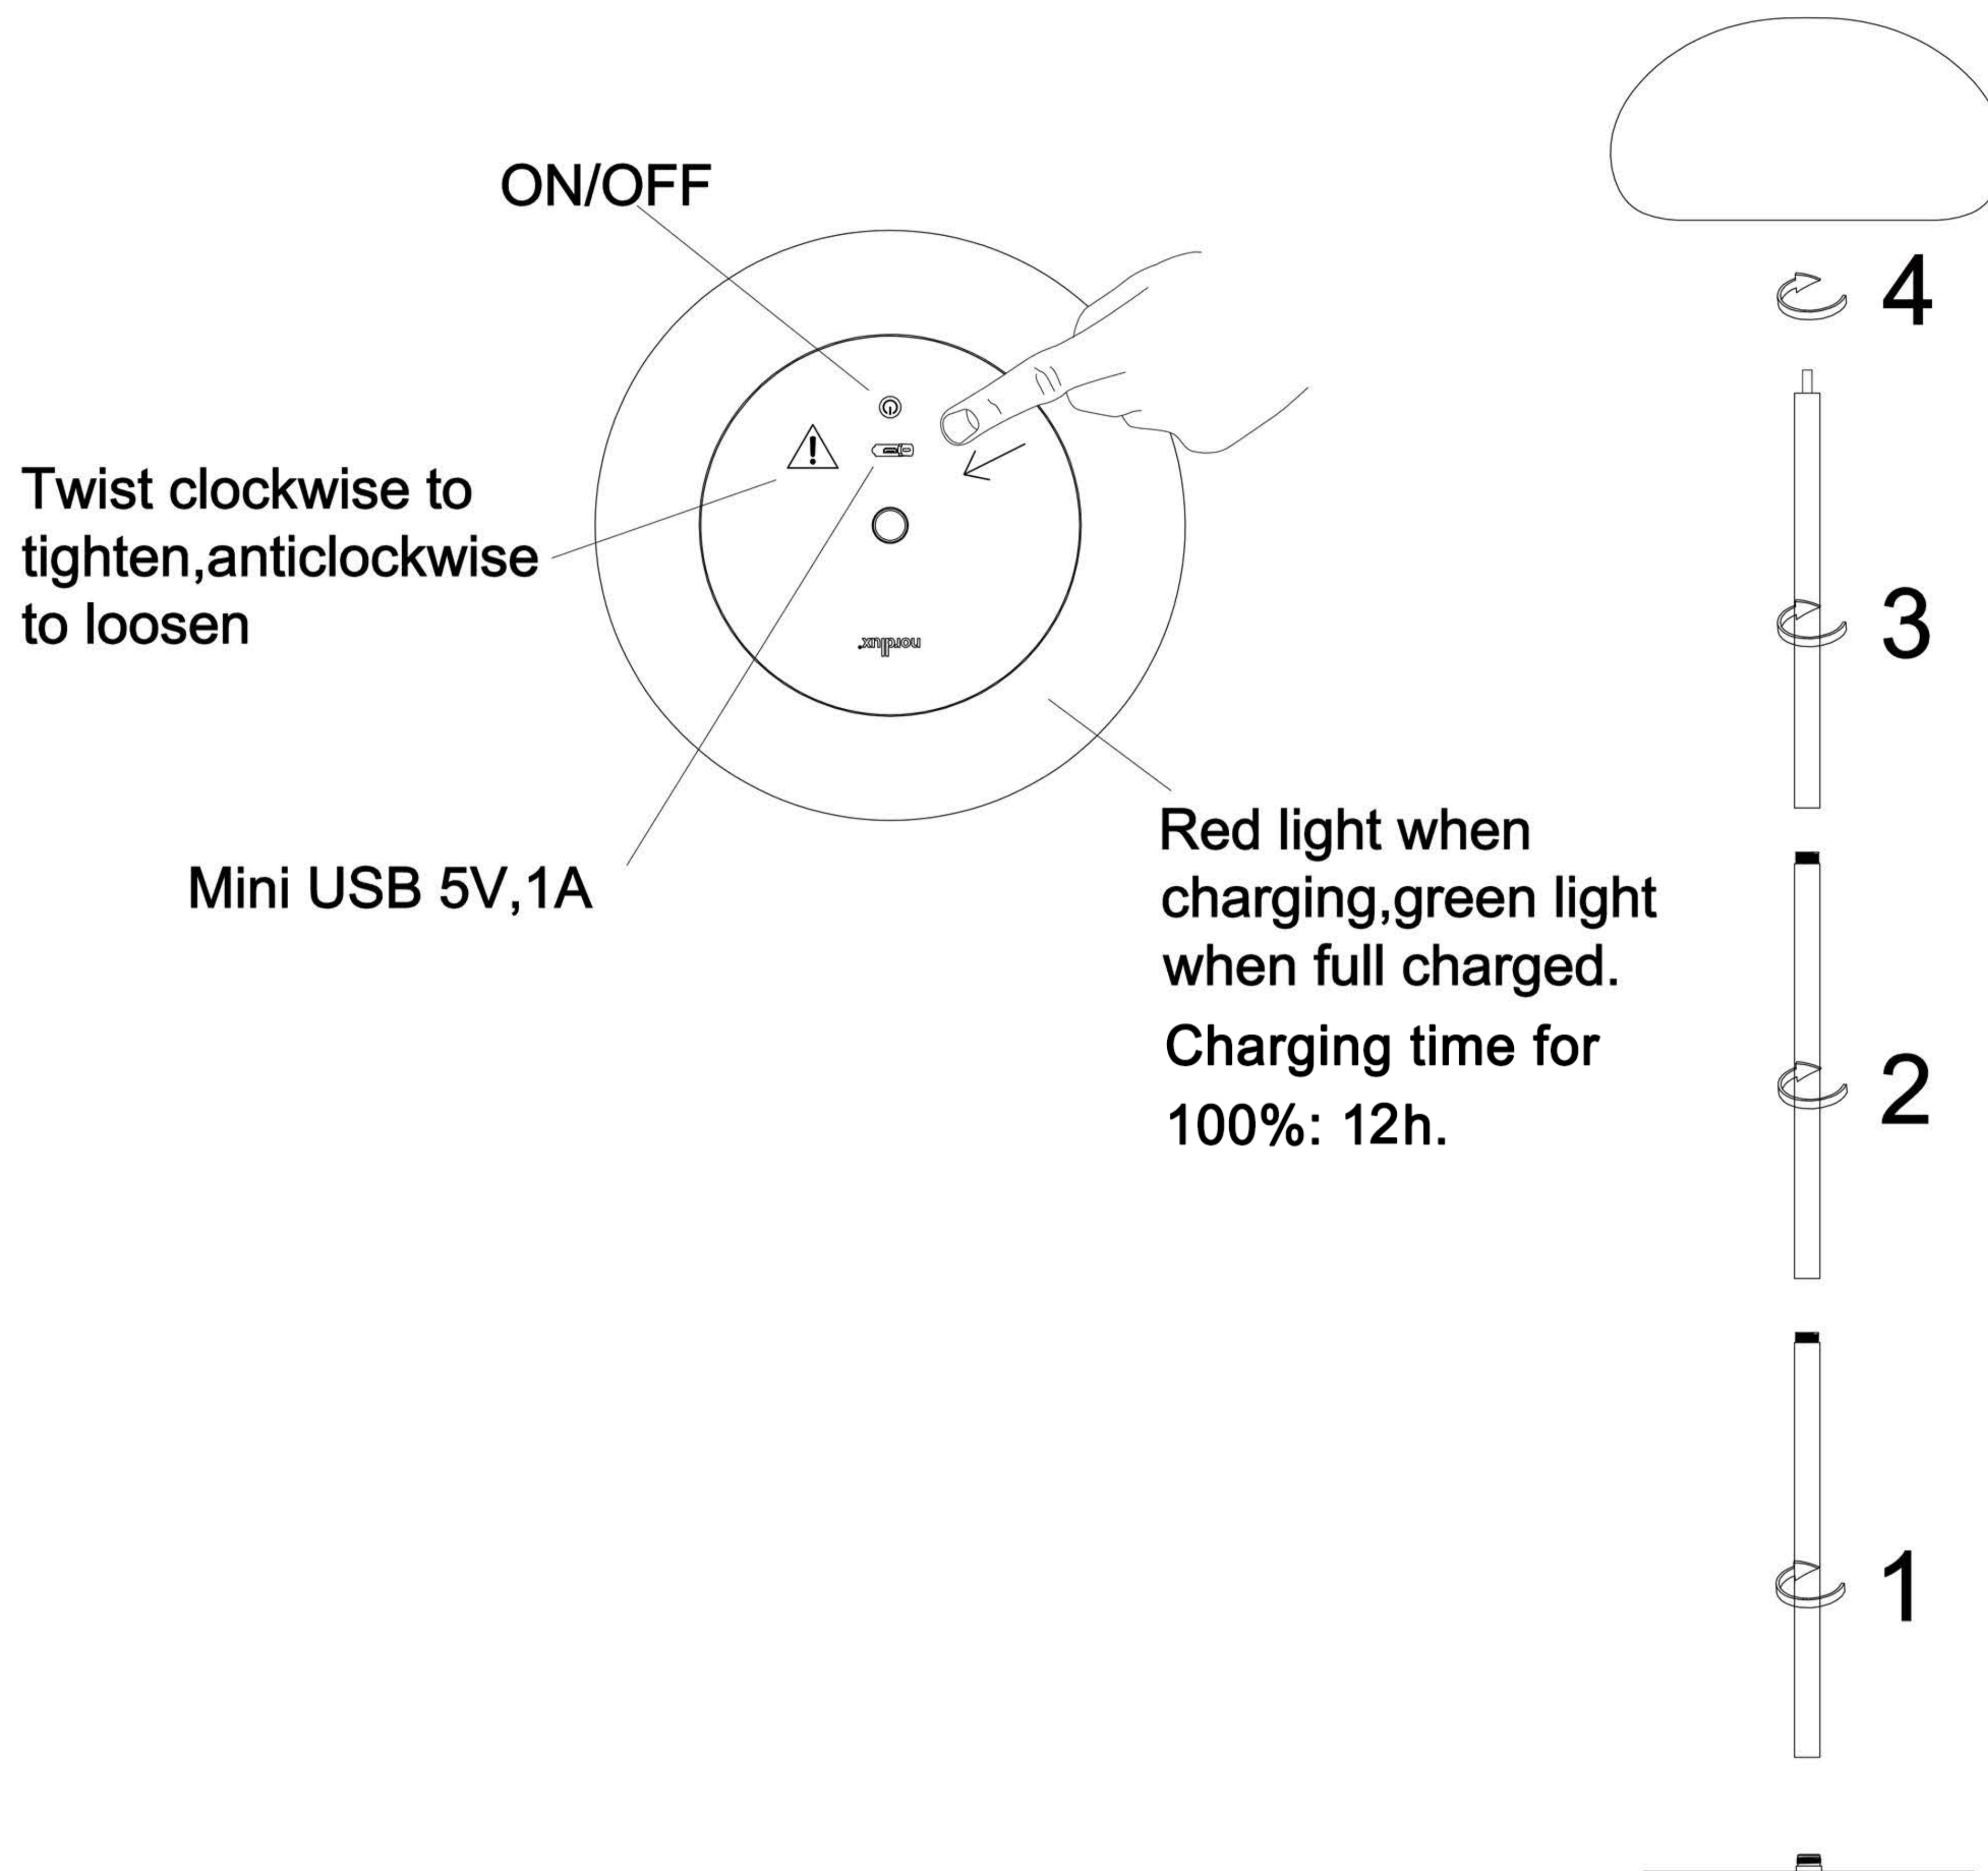 ON/OFF
Twist clockwise to
tighten,anticlockwise
to loosen
nordlux
Mini USB 5V,1A
Red light when
charging,green light
when full charged.
Charging time for
100%: 12h.
4
3
2
1